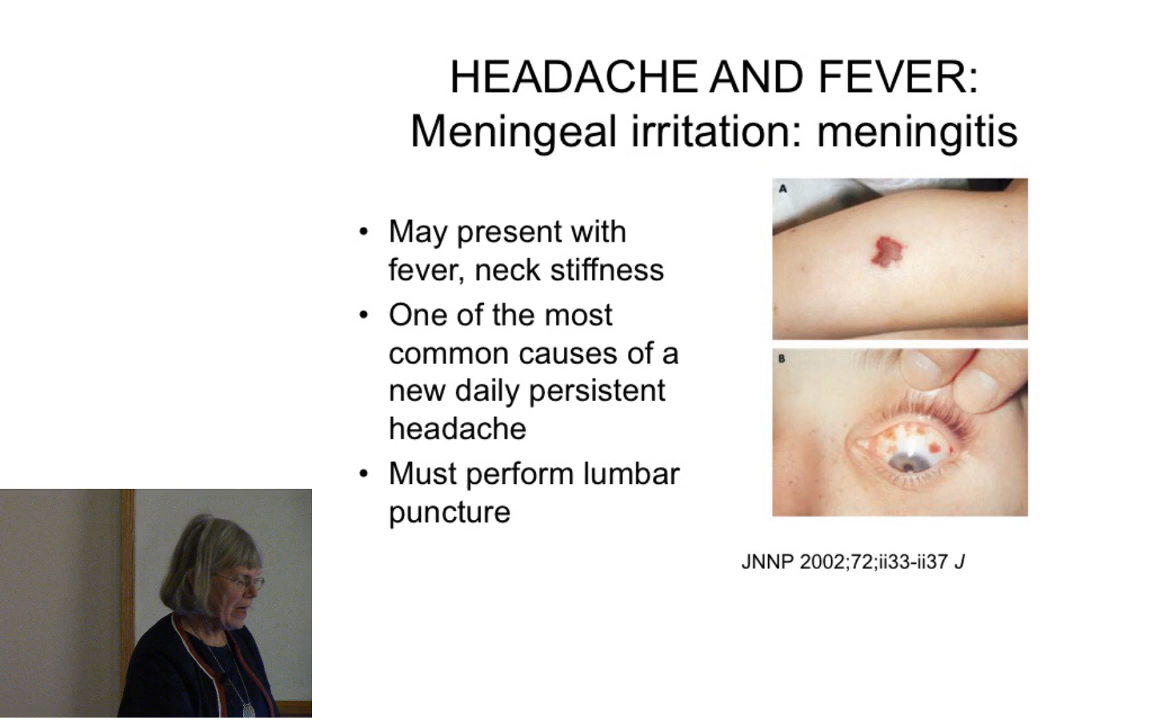 HEADACHE AND FEVER:
Meningeal irritation: meningitis
• May present with
fever, neck stiffness
• One of the most
common causes of a
new daily persistent
headache
• Must perform lumbar
puncture
A
B
JNNP 2002;72;ii33-ii37 J